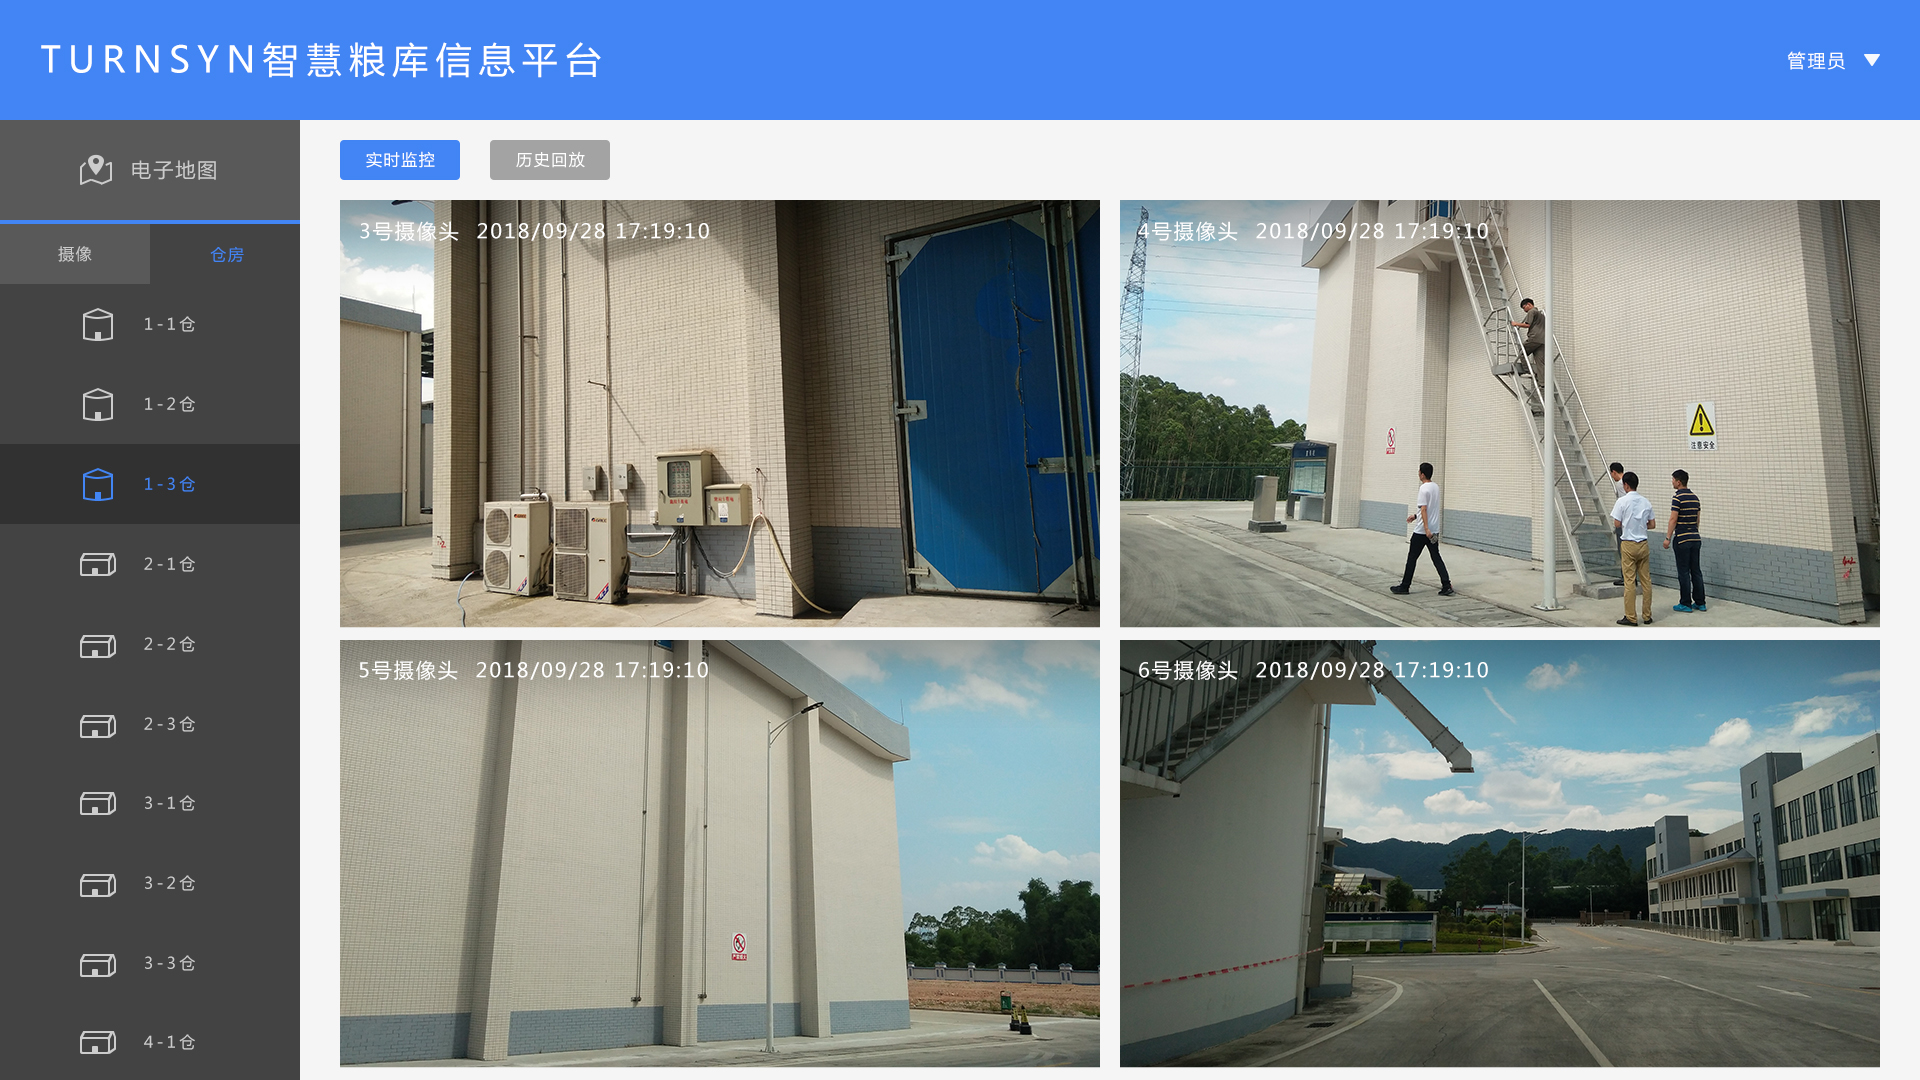 TURNSYN智慧粮库信息平台
管理员
电子地图
摄像
仓房
1-1仓
1-2仓
1-3仓
2-1仓
2-2仓
2-3仓
3-1仓
3-2仓
3-3仓
4-1仓
实时监控
历史回放
3号摄像头 2018/09/28 17:19:10
4号摄像头 2018/09/28 17:19:10
注意安全
5号摄像头 2018/09/28 17:19:10
6号摄像头 2018/09/28 17:19:10